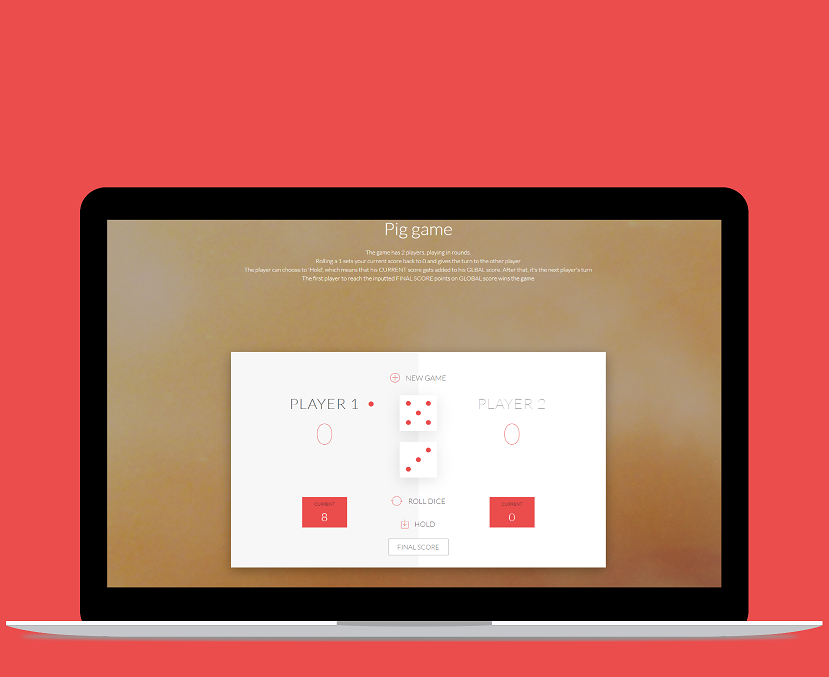 Pig game
The game has 2 players, playing in rounds.
Rolling a 1 sets your current score back to 0 and gives the turn to the other player
The player can choose to 'Hold', which means that his CURRENT score gets added to his GLBAL score. After that, it's the next player's turn
The first player to reach the inputted FINAL SCORE points on GLOBAL score wins the game
NEW GAME
PLAYER 1
PLAYER 2
0
0
ROLL DICE
CURRENT
8
CURRENT
0
HOLD
FINAL SCORE